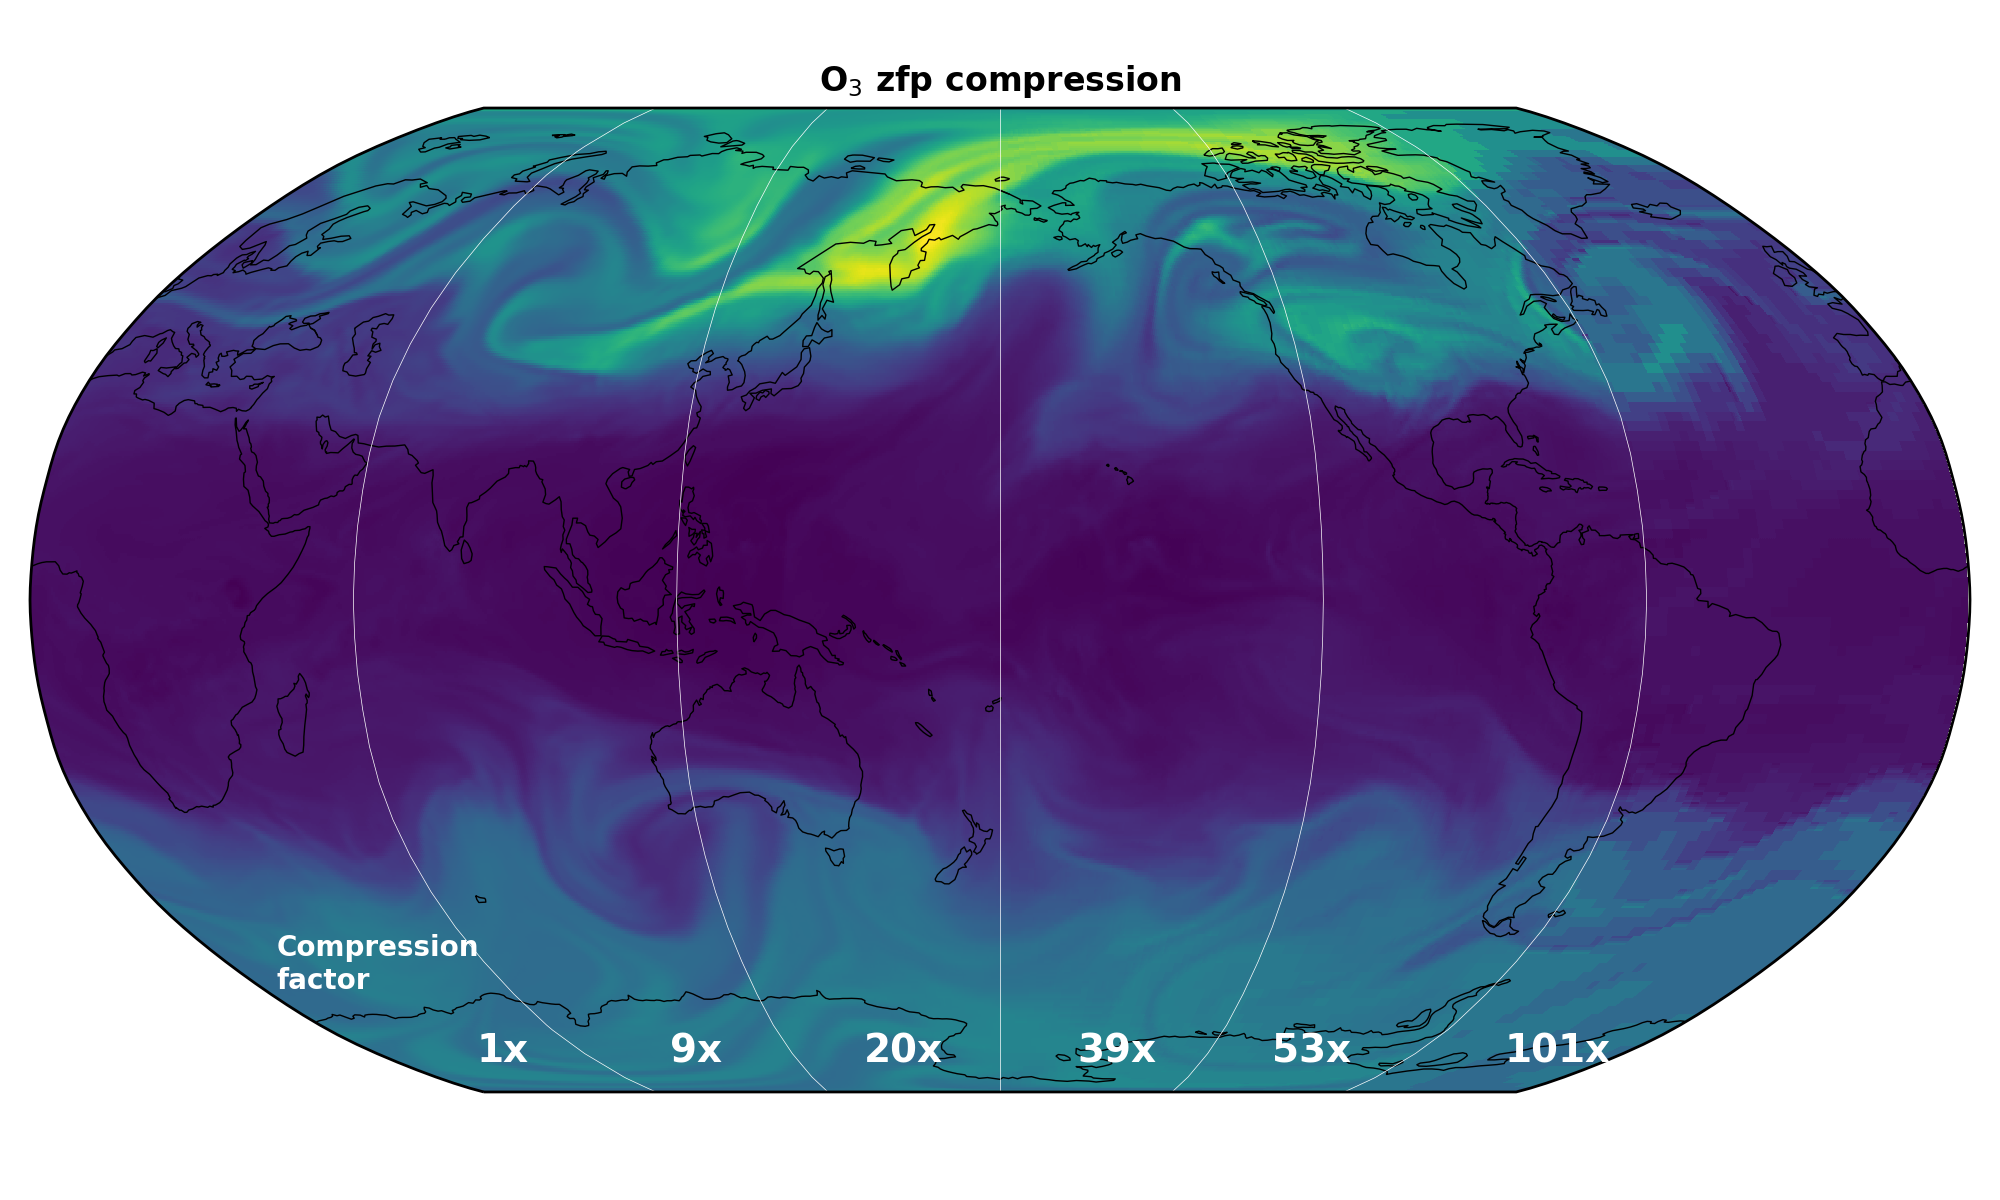 O₃ zfp compression
Compression
factor
1x 9x 20x 39x 53x 101x